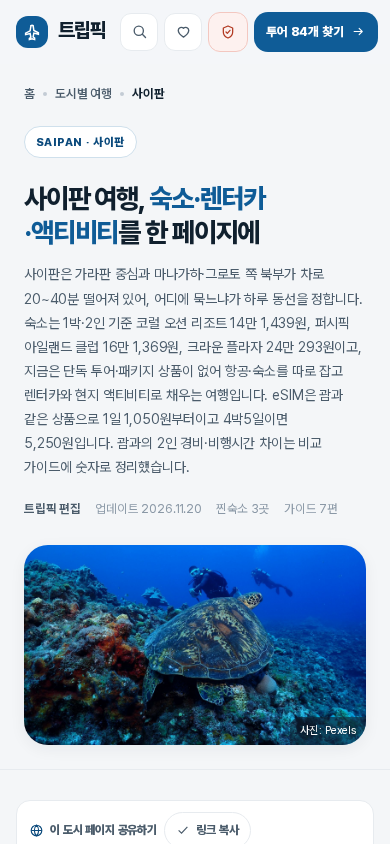 트립픽
투어 84개 찾기 →
홈 • 도시별 여행 • 사이판
SAIPAN · 사이판
사이판 여행, 숙소·렌터카
·액티비티를 한 페이지에
사이판은 가라판 중심과 마나가하·그로토 쪽 북부가 차로
20~40분 떨어져 있어, 어디에 묵느냐가 하루 동선을 정합니다.
숙소는 1박·2인 기준 코럴 오션 리조트 14만 1,439원, 퍼시픽
아일랜드 클럽 16만 1,369원, 크라운 플라자 24만 293원이고,
지금은 단독 투어·패키지 상품이 없어 항공·숙소를 따로 잡고
렌터카와 현지 액티비티로 채우는 여행입니다. eSIM은 괌과
같은 상품으로 1일 1,050원부터이고 4박5일이면
5,250원입니다. 괌과의 2인 경비·비행시간 차이는 비교
가이드에 숫자로 정리했습니다.
트립픽 편집 업데이트 2026.11.20 찐숙소 3곳 가이드 7편
사진: Pexels
이 도시 페이지 공유하기 링크 복사